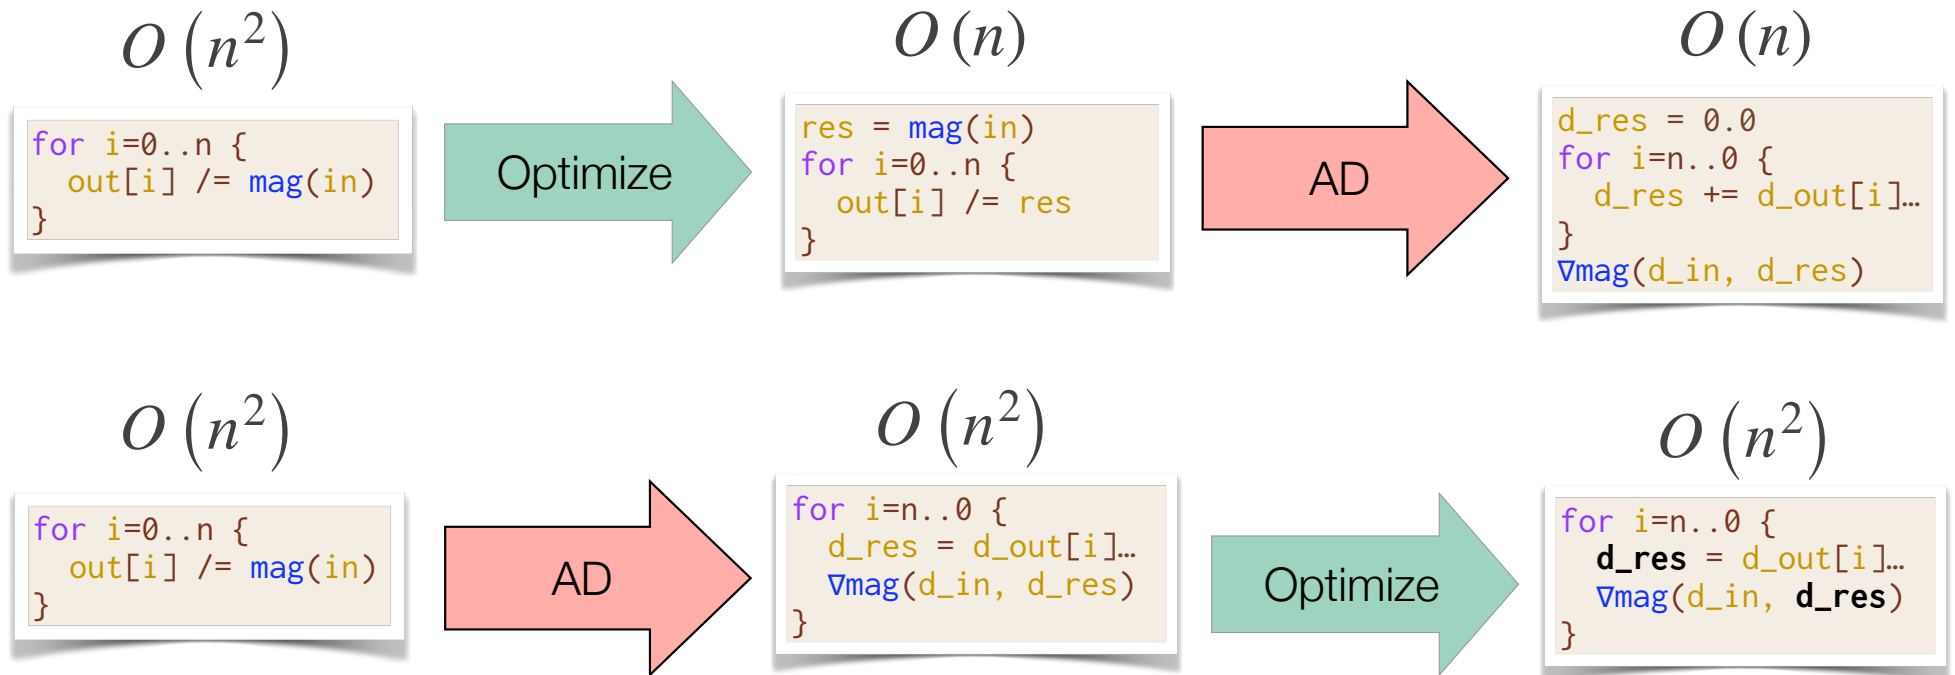 O (n²)
for i=0..n {
  out[i] /= mag(in)
}
Optimize
O (n)
res = mag(in)
for i=0..n {
  out[i] /= res
}
AD
O (n)
d_res = 0.0
for i=n..0 {
  d_res += d_out[i]…
}
∇mag(d_in, d_res)
O (n²)
for i=0..n {
  out[i] /= mag(in)
}
AD
O (n²)
for i=n..0 {
  d_res = d_out[i]…
  ∇mag(d_in, d_res)
}
Optimize
O (n²)
for i=n..0 {
  d_res = d_out[i]…
  ∇mag(d_in, d_res)
}